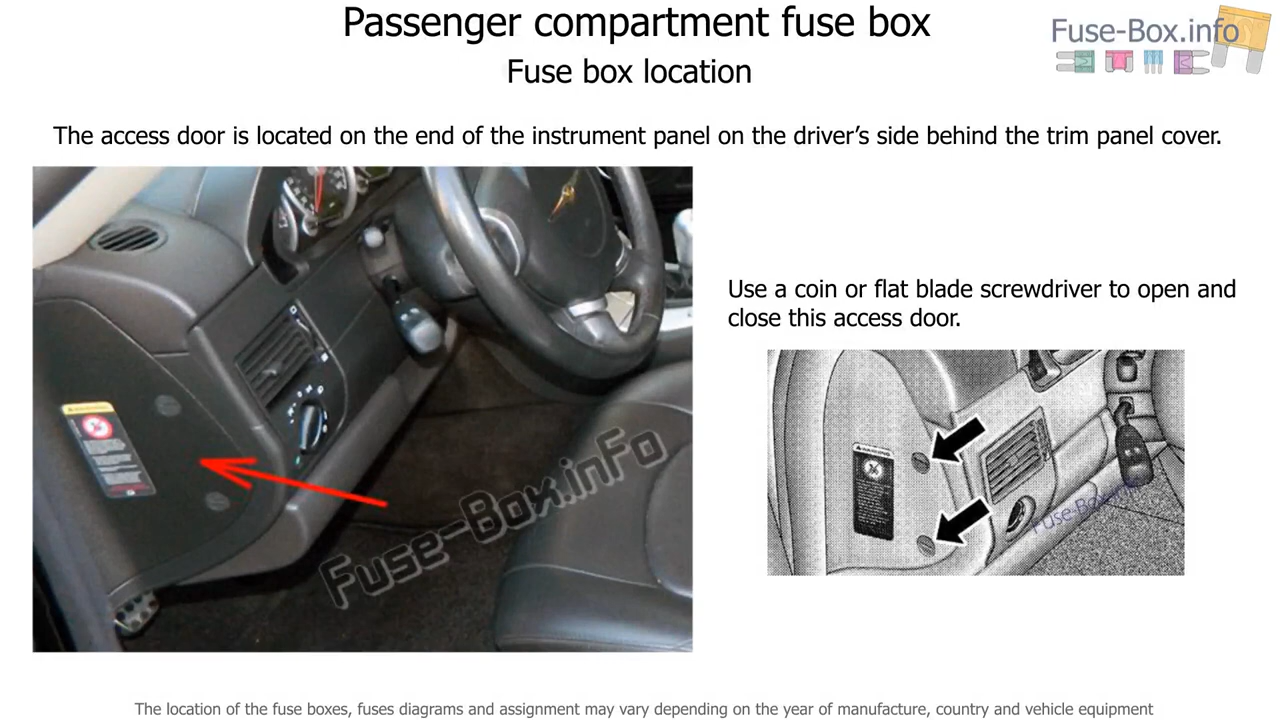 Passenger compartment fuse box
Fuse-Box.info
Fuse box location
The access door is located on the end of the instrument panel on the driver’s side behind the trim panel cover.
Use a coin or flat blade screwdriver to open and
close this access door.
Fuse-Box.inFo
Fuse-Box.info
The location of the fuse boxes, fuses diagrams and assignment may vary depending on the year of manufacture, country and vehicle equipment